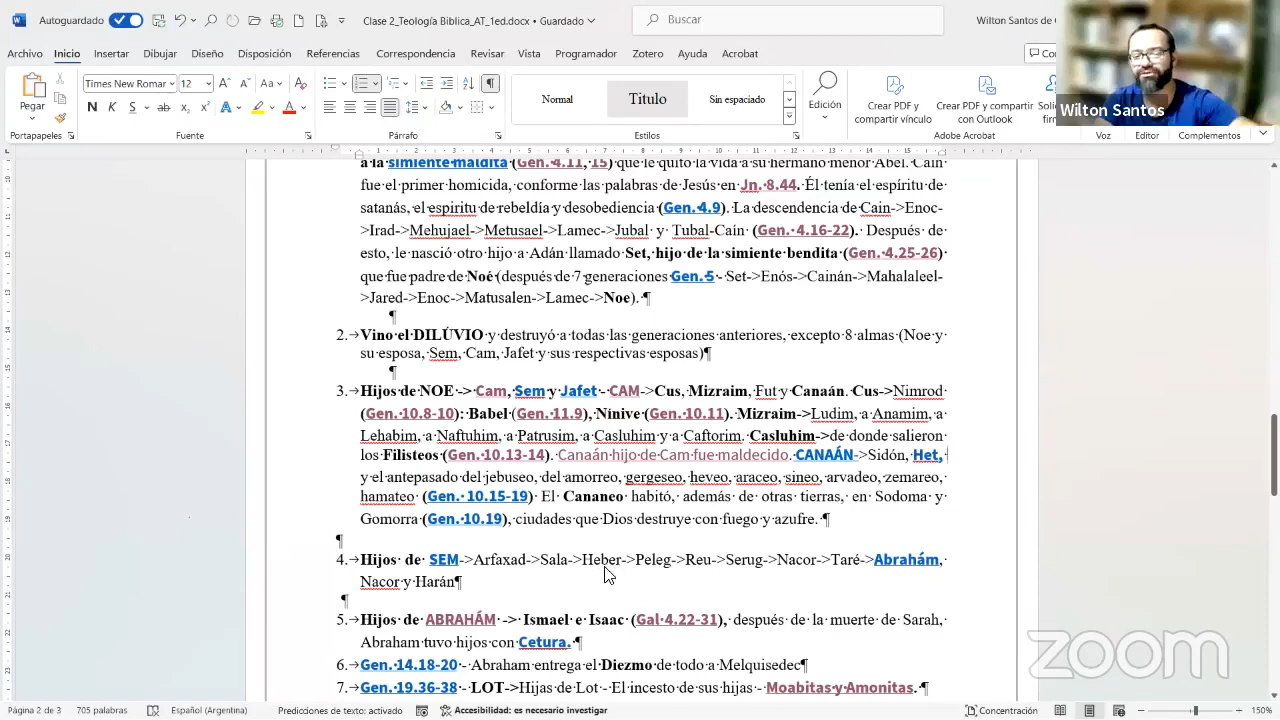 Autoguardado
Clase 2_Teología Biblica_AT_1ed.docx • Guardado
Buscar
Wilton Santos de
Archivo Inicio Insertar Dibujar Diseño Disposición Referencias Correspondencia Revisar Vista Programador Zotero Ayuda Acrobat
Times New Roman 12
Pegar
Normal Título Sin espaciado
Edición
Crear PDF y compartir vínculo
Crear PDF y compartir con Outlook
Portapapeles Fuente Párrafo Estilos Adobe Acrobat Voz Editor Complementos
Wilton Santos
a la simiente maldita (Gen. 4.11, 15) que le quitó la vida a su hermano menor Abel. Caín
fue el primer homicida, conforme las palabras de Jesús en Jn. 8.44. Él tenía el espíritu de
satanás, el espiritu de rebeldía y desobediencia (Gen. 4.9). La descendencia de Cain->Enoc-
>Irad->Mehujael->Metusael->Lamec->Jubal y Tubal-Caín (Gen. 4.16-22). Después de
esto, le nasció otro hijo a Adán llamado Set, hijo de la simiente bendita (Gen. 4.25-26)
que fue padre de Noé (después de 7 generaciones Gen. 5 - Set->Enós->Cainán->Mahalaleel-
>Jared->Enoc->Matusalen->Lamec->Noe). ¶
¶
2. Vino el DILÚVIO y destruyó a todas las generaciones anteriores, excepto 8 almas (Noe y
su esposa, Sem, Cam, Jafet y sus respectivas esposas)¶
¶
3. Hijos de NOE -> Cam, Sem y Jafet - CAM->Cus, Mizraim, Fut y Canaán. Cus->Nimrod
(Gen. 10.8-10): Babel (Gen. 11.9), Nínive (Gen. 10.11). Mizraim->Ludim, a Anamim, a
Lehabim, a Naftuhim, a Patrusim, a Casluhim y a Caftorim. Casluhim->de donde salieron
los Filisteos (Gen. 10.13-14). Canaán hijo de Cam fue maldecido. CANAÁN->Sidón, Het,
y el antepasado del jebuseo, del amorreo, gergeseo, heveo, araceo, sineo, arvadeo, zemareo,
hamateo (Gen. 10.15-19) El Cananeo habitó, además de otras tierras, en Sodoma y
Gomorra (Gen. 10.19), ciudades que Dios destruye con fuego y azufre. ¶
¶
4. Hijos de SEM->Arfaxad->Sala->Heber->Peleg->Reu->Serug->Nacor->Taré->Abrahám,
Nacor y Harán¶
¶
5. Hijos de ABRAHÁM -> Ismael e Isaac (Gal 4.22-31), después de la muerte de Sarah,
Abraham tuvo hijos con Cetura. ¶
6. Gen. 14.18-20 - Abraham entrega el Diezmo de todo a Melquisedec¶
7. Gen. 19.36-38 - LOT->Hijas de Lot - El incesto de sus hijas - Moabitas y Amonitas. ¶
zoom
Página 2 de 3 705 palabras Español (Argentina) Predicciones de texto: activado Accesibilidad: es necesario investigar Concentración 150%